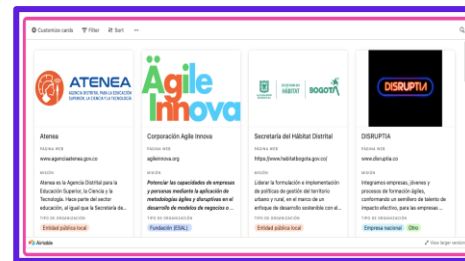 Customize cards Filter Sort ...
ATENEA
AGENCIA DISTRITAL PARA LA EDUCACIÓN
SUPERIOR, LA CIENCIA Y LA TECNOLOGÍA
Ägile
Innova
SECRETARÍA DEL
HÁBITAT
BOGOTÁ
DISRUPTIA
Atenea
PÁGINA WEB
www.agenciaatenea.gov.co
MISIÓN
Atenea es la Agencia Distrital para la
Educación Superior, la Ciencia y la
Tecnología. Hace parte del sector
educación, al igual que la Secretaría de...
TIPO DE ORGANIZACIÓN
Entidad pública local
Corporación Agile Innova
PÁGINA WEB
agileinnova.org
MISIÓN
Potenciar las capacidades de empresas
y personas mediante la aplicación de
metodologías ágiles y disruptivas en el
desarrollo de modelos de negocios o ...
TIPO DE ORGANIZACIÓN
Fundación (ESAL)
Secretaría del Hábitat Distrital
PÁGINA WEB
https://www.habitatbogota.gov.co/
MISIÓN
Liderar la formulación e implementación
de políticas de gestión del territorio
urbano y rural, en el marco de un
enfoque de desarrollo sostenible con el...
TIPO DE ORGANIZACIÓN
Entidad pública local
DISRUPTIA
PÁGINA WEB
www.disruptia.co
MISIÓN
Integramos empresas, jóvenes y
procesos de formación ágiles,
conformando un semillero de talento de
impacto efectivo, para las empresas ...
TIPO DE ORGANIZACIÓN
Empresa nacional Otro
Airtable
View larger version